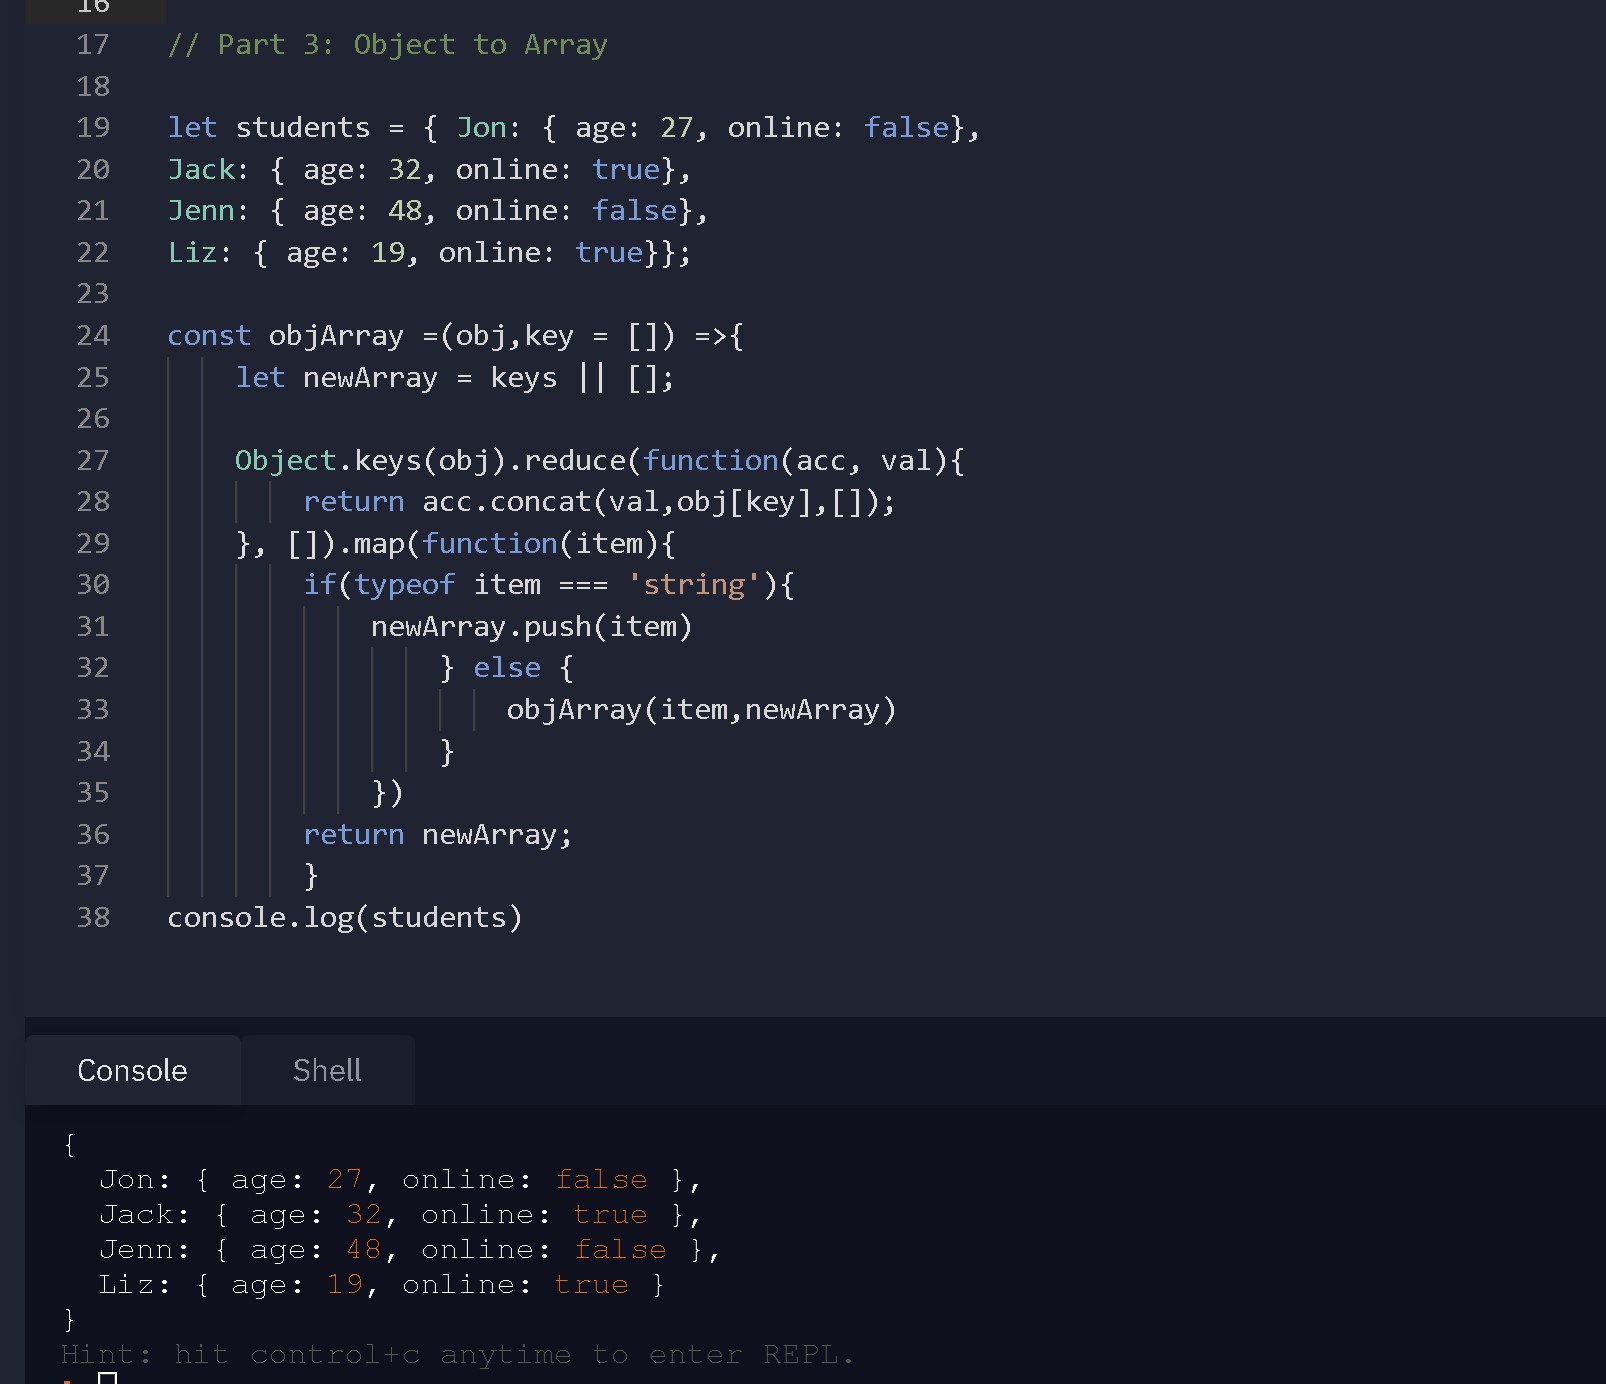 16
17 // Part 3: Object to Array
18
19 let students = { Jon: { age: 27, online: false},
20 Jack: { age: 32, online: true},
21 Jenn: { age: 48, online: false},
22 Liz: { age: 19, online: true}};
23
24 const objArray =(obj,key = []) =>{
25 let newArray = keys || [];
26
27 Object.keys(obj).reduce(function(acc, val){
28 return acc.concat(val,obj[key],[]);
29 }, []).map(function(item){
30 if(typeof item === 'string'){
31 newArray.push(item)
32 } else {
33 objArray(item,newArray)
34 }
35 })
36 return newArray;
37 }
38 console.log(students)
Console Shell
{
Jon: { age: 27, online: false },
Jack: { age: 32, online: true },
Jenn: { age: 48, online: false },
Liz: { age: 19, online: true }
}
Hint: hit control+c anytime to enter REPL.